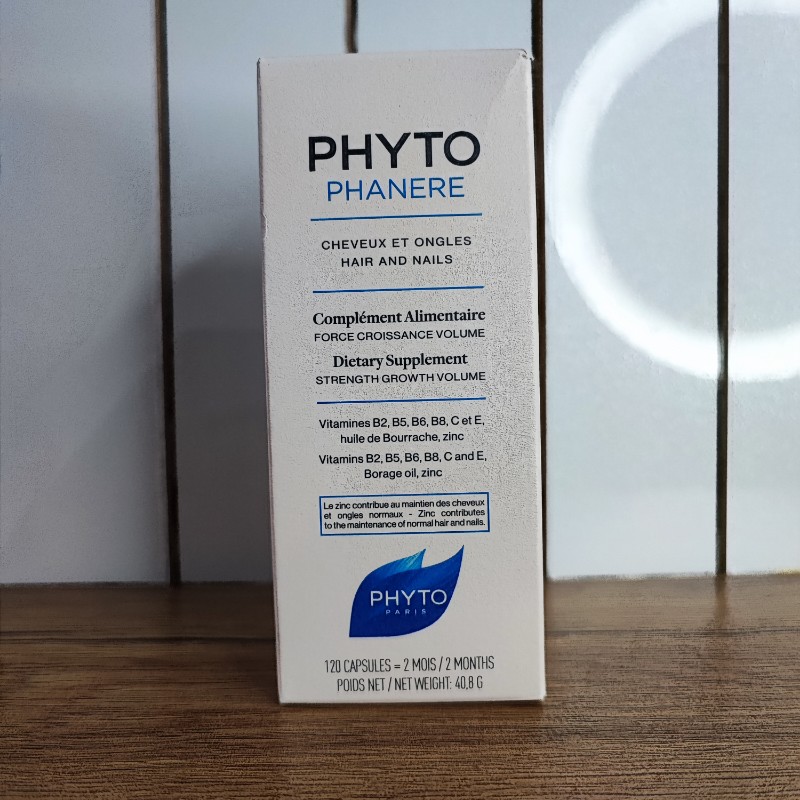 PHYTO
PHANERE
CHEVEUX ET ONGLES
HAIR AND NAILS
Complément Alimentaire
FORCE CROISSANCE VOLUME
Dietary Supplement
STRENGTH GROWTH VOLUME
Vitamines B2, B5, B6, B8, C et E,
huile de Bourrache, zinc
Vitamins B2, B5, B6, B8, C and E,
Borage oil, zinc
Le zinc contribue au maintien des cheveux
et ongles normaux - Zinc contributes
to the maintenance of normal hair and nails.
PHYTO
PARIS
120 CAPSULES = 2 MOIS / 2 MONTHS
POIDS NET / NET WEIGHT: 40,8 G